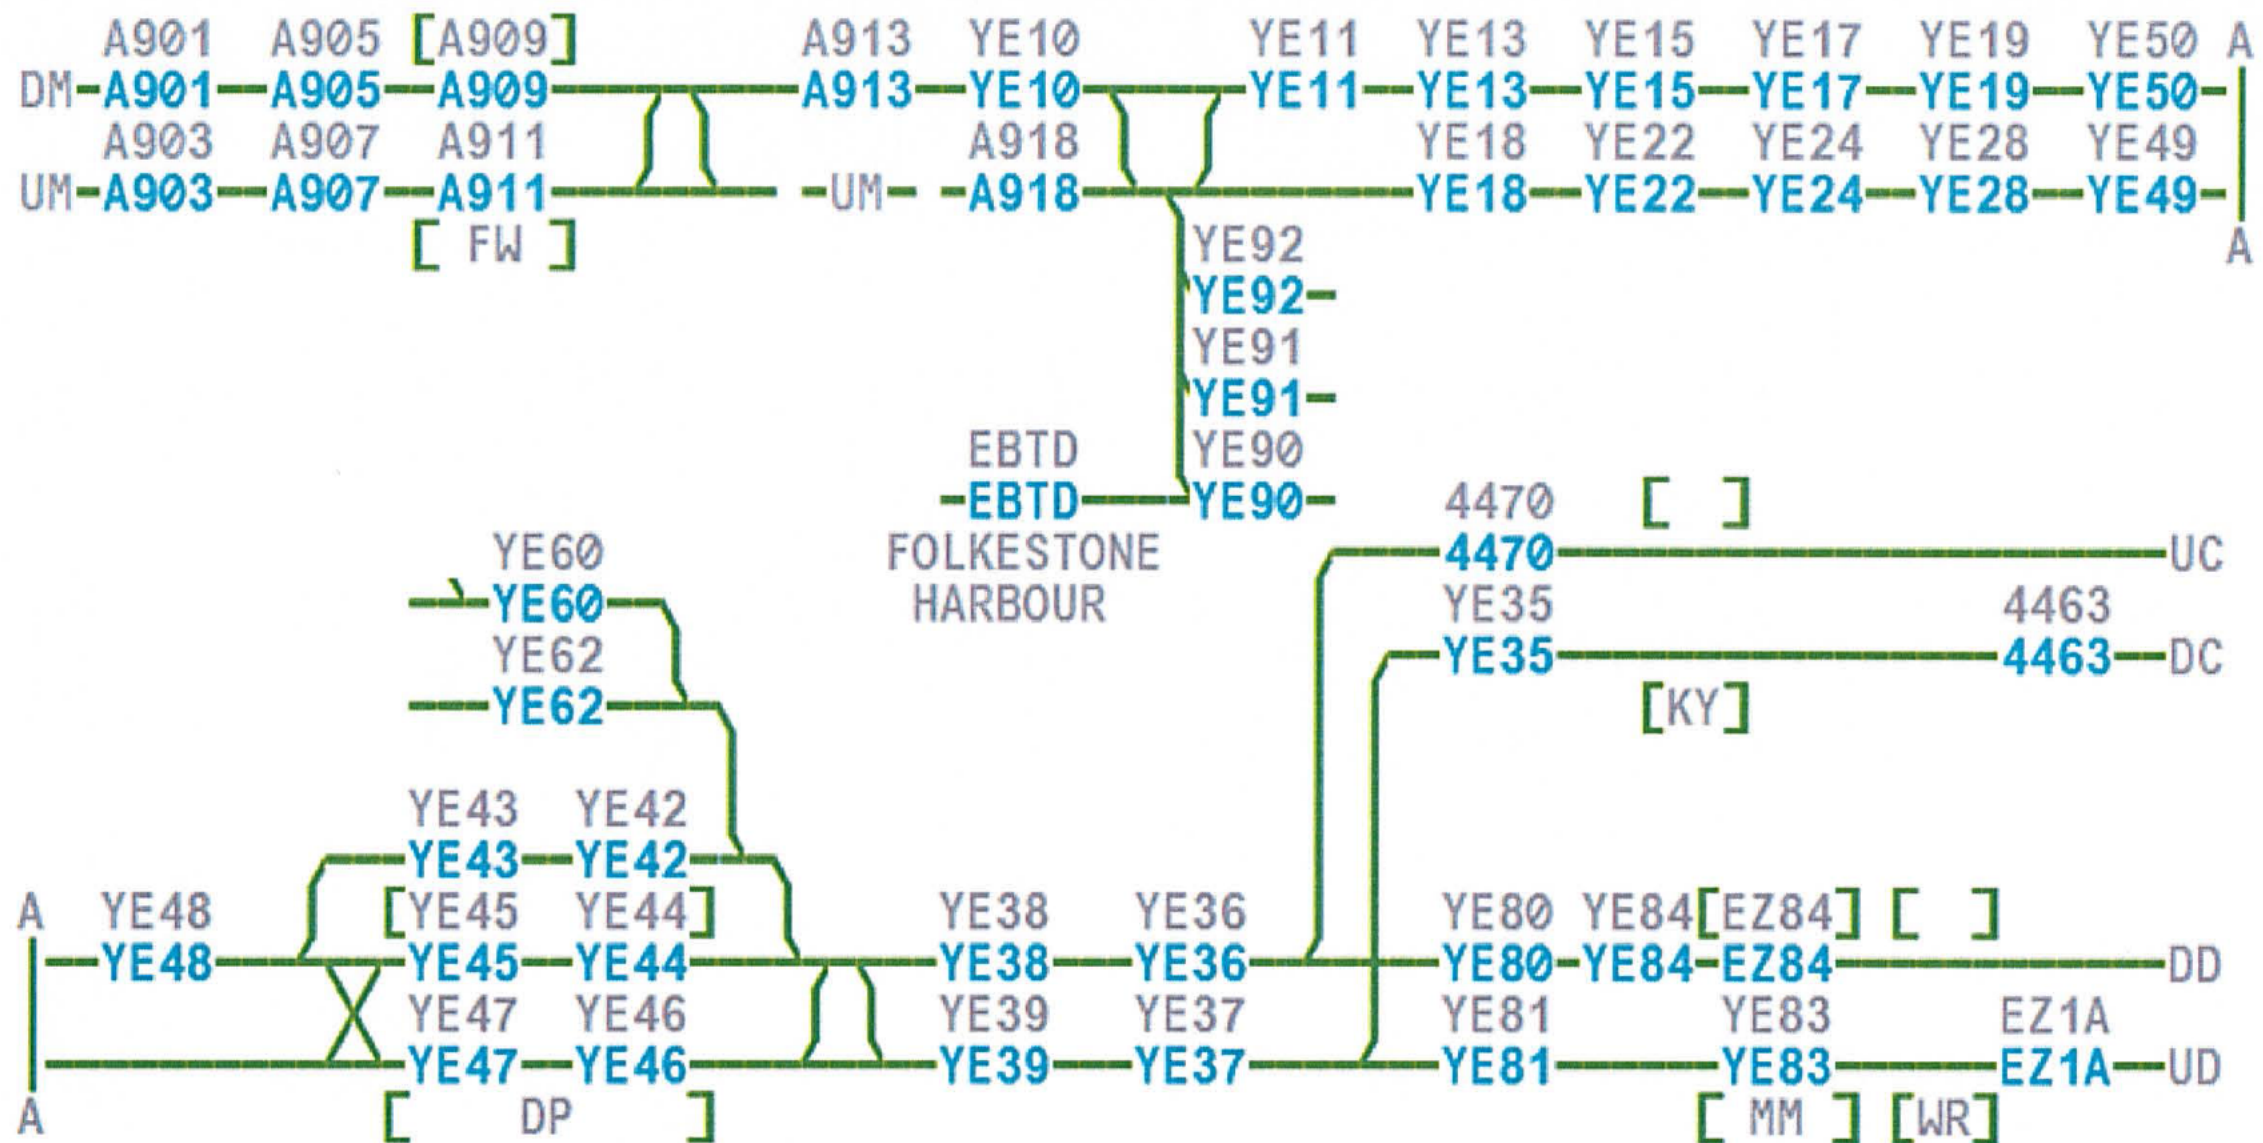 A901 A905 [A909] A913 YE10 YE11 YE13 YE15 YE17 YE19 YE50 A
DM A901 A905 A909 A913 YE10 YE11 YE13 YE15 YE17 YE19 YE50
A903 A907 A911 A918 YE18 YE22 YE24 YE28 YE49
UM A903 A907 A911 UM A918 YE18 YE22 YE24 YE28 YE49
[ FW ] YE92 A
YE92
YE91
YE91
EBTD YE90
EBTD YE90 4470 [ ]
YE60 FOLKESTONE 4470 UC
YE60 HARBOUR YE35 4463
YE62 YE35 4463 DC
YE62 [KY]
YE43 YE42
YE43 YE42
A YE48 [YE45 YE44] YE38 YE36 YE80 YE84 [EZ84] [ ]
YE48 YE45 YE44 YE38 YE36 YE80 YE84 EZ84 DD
YE47 YE46 YE39 YE37 YE81 YE83 EZ1A
YE47 YE46 YE39 YE37 YE81 YE83 EZ1A UD
A [ DP ] [ MM ] [WR]